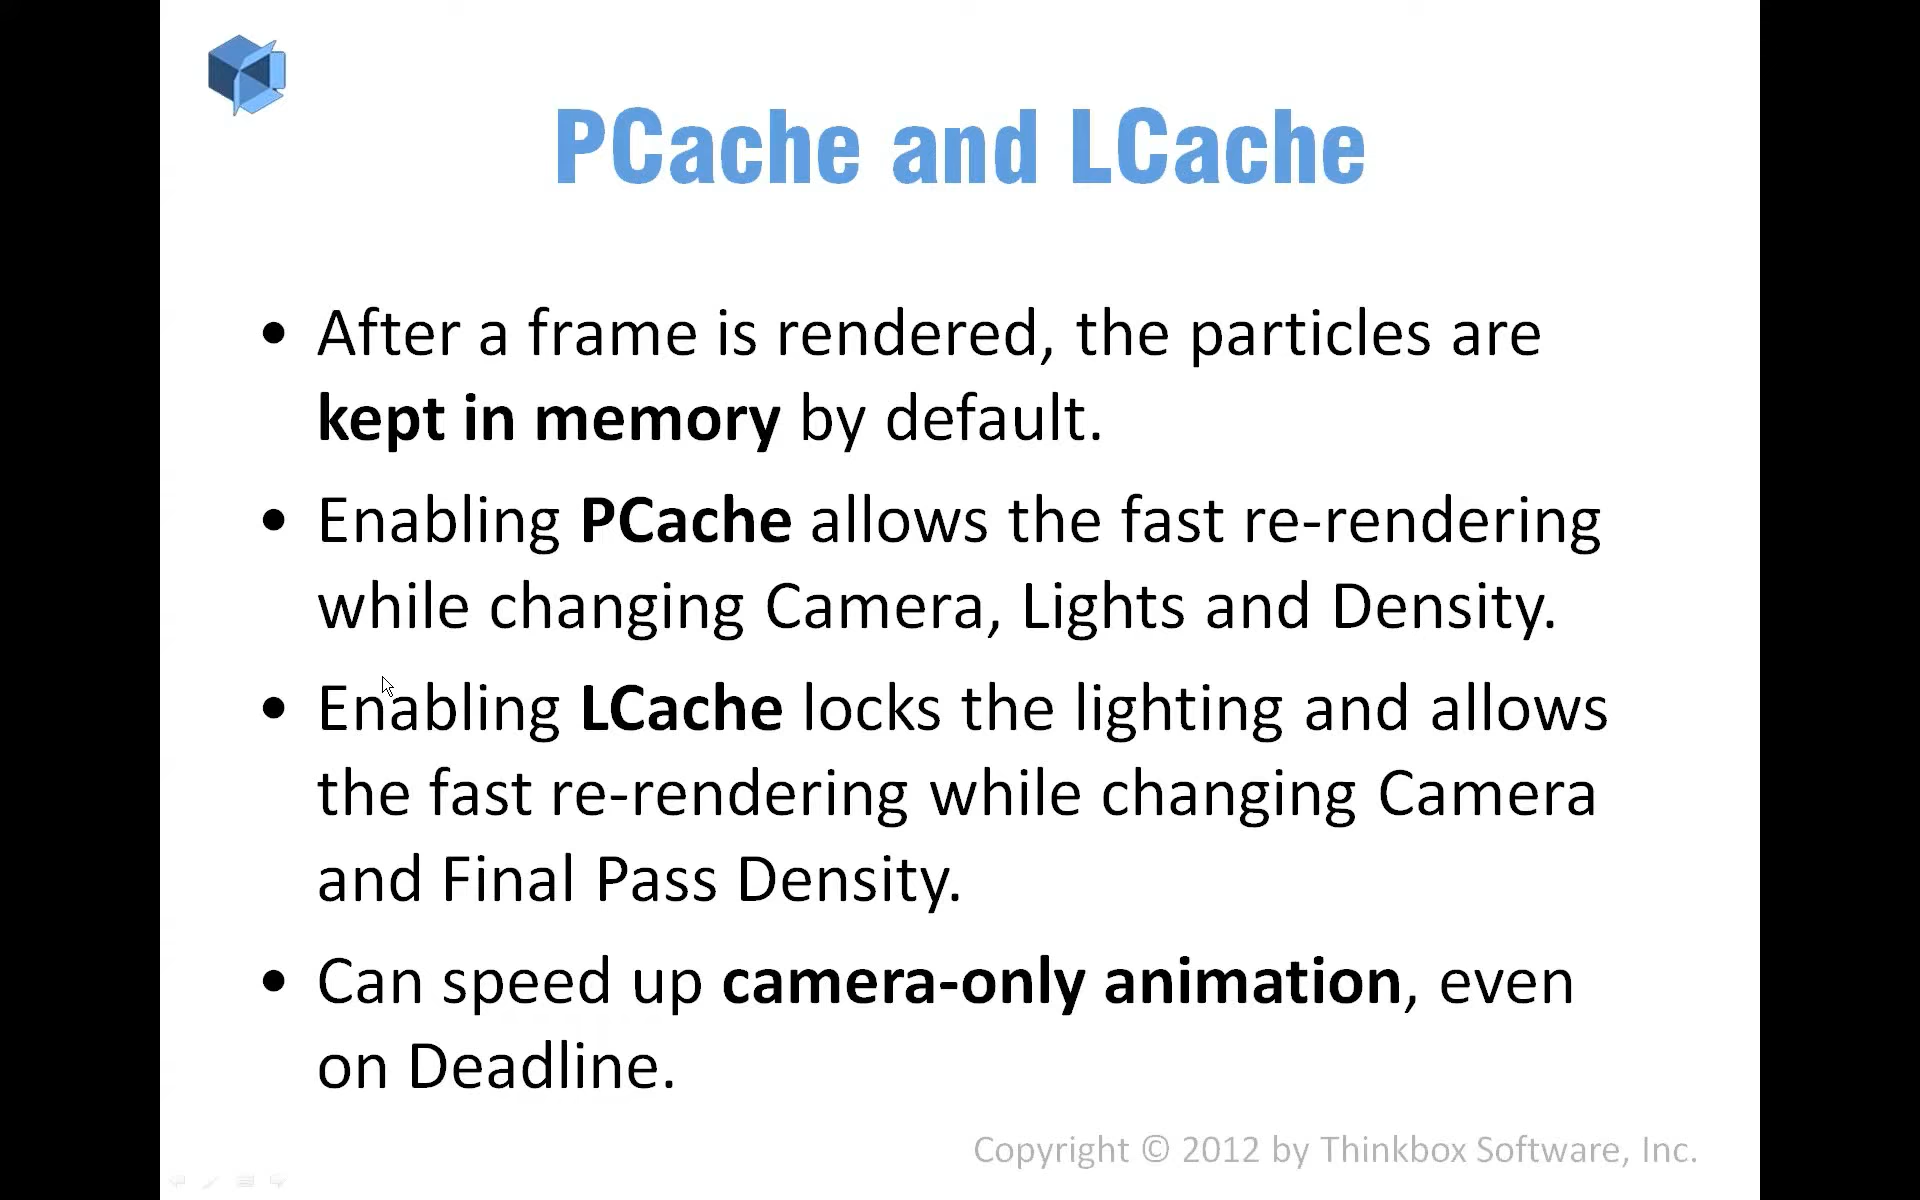 PCache and LCache
• After a frame is rendered, the particles are
kept in memory by default.
• Enabling PCache allows the fast re-rendering
while changing Camera, Lights and Density.
• Enabling LCache locks the lighting and allows
the fast re-rendering while changing Camera
and Final Pass Density.
• Can speed up camera-only animation, even
on Deadline.
Copyright © 2012 by Thinkbox Software, Inc.